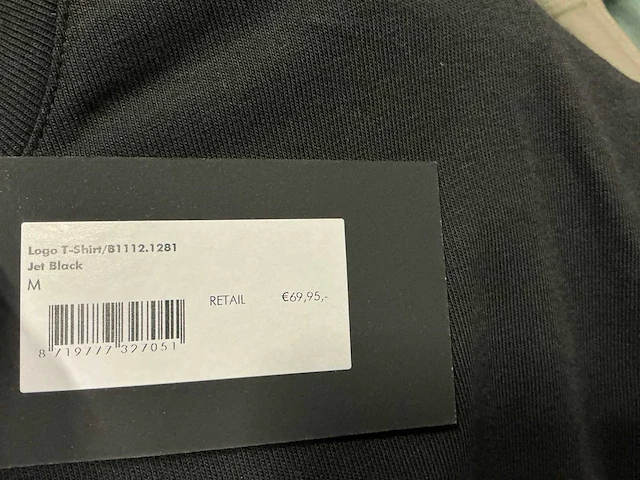 Logo T-Shirt/B1112.1281
Jet Black
M
RETAIL €69,95,-
8 719777 327051